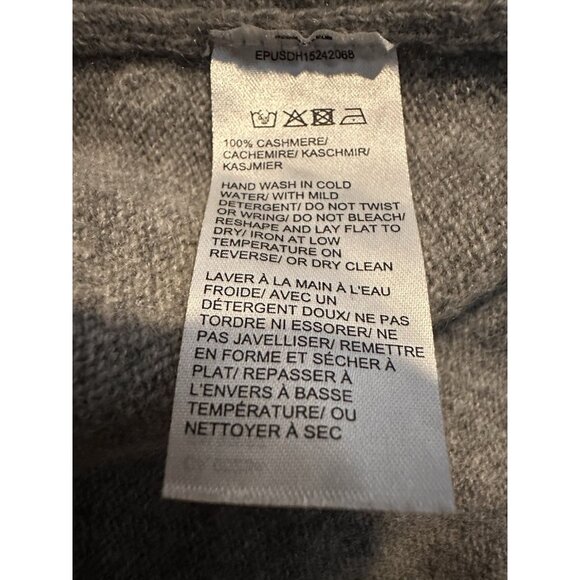 EPUSDH15242068
100% CASHMERE/
CACHEMIRE/ KASCHMIR/
KASJMIER
HAND WASH IN COLD
WATER/ WITH MILD
DETERGENT/ DO NOT TWIST
OR WRING/ DO NOT BLEACH/
RESHAPE AND LAY FLAT TO
DRY/ IRON AT LOW
TEMPERATURE ON
REVERSE/ OR DRY CLEAN
LAVER À LA MAIN À L'EAU
FROIDE/ AVEC UN
DÉTERGENT DOUX/ NE PAS
TORDRE NI ESSORER/ NE
PAS JAVELLISER/ REMETTRE
EN FORME ET SÉCHER À
PLAT/ REPASSER À
L'ENVERS À BASSE
TEMPÉRATURE/ OU
NETTOYER À SEC